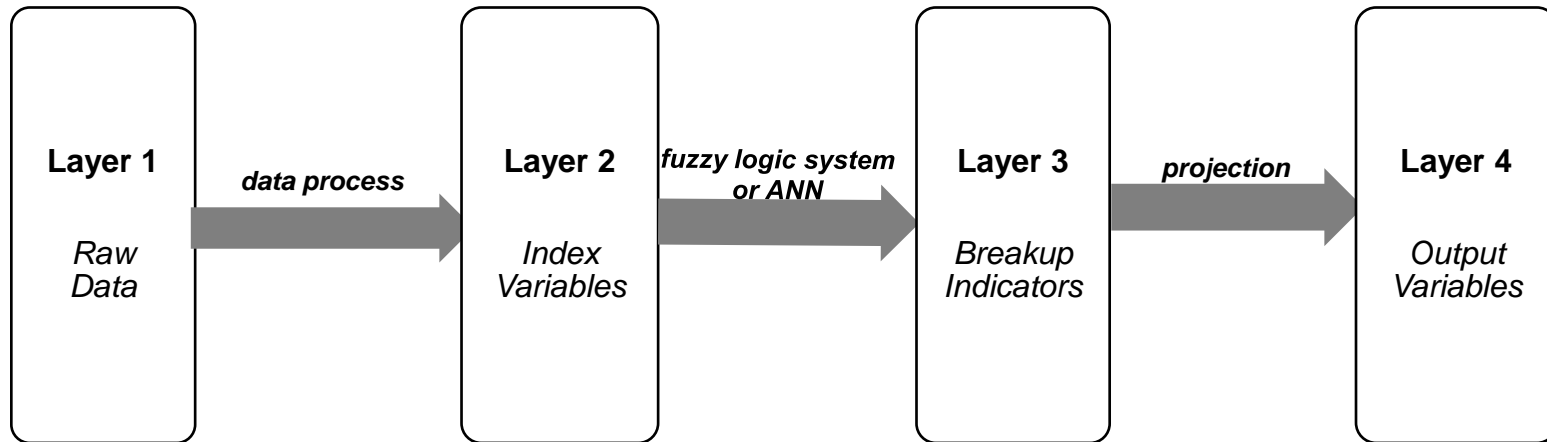 Layer 1
Raw
Data
data process
Layer 2
Index
Variables
fuzzy logic system
or ANN
Layer 3
Breakup
Indicators
projection
Layer 4
Output
Variables